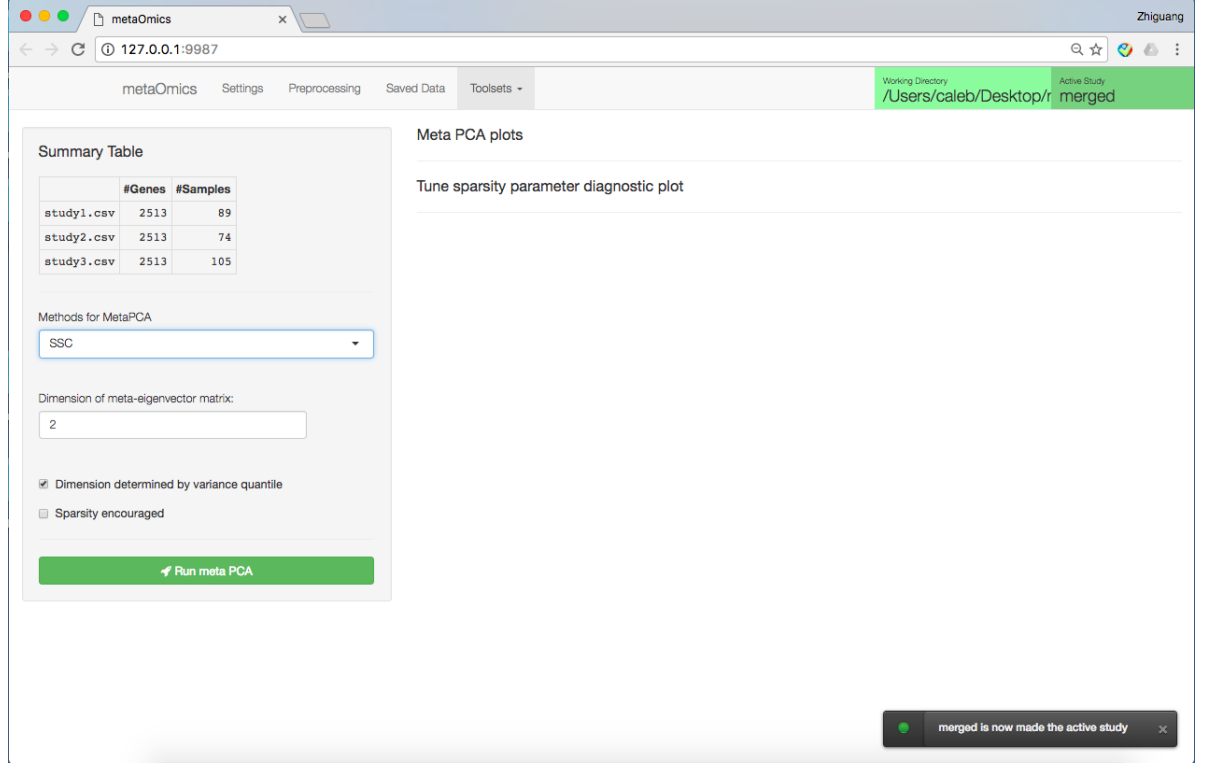 metaOmics
Zhiguang
127.0.0.1:9987
metaOmics Settings Preprocessing Saved Data Toolsets
Working Directory
/Users/caleb/Desktop/r
Active Study
merged
Summary Table
#Genes #Samples
study1.csv 2513 89
study2.csv 2513 74
study3.csv 2513 105
Methods for MetaPCA
SSC
Dimension of meta-eigenvector matrix:
2
Dimension determined by variance quantile
Sparsity encouraged
Run meta PCA
Meta PCA plots
Tune sparsity parameter diagnostic plot
merged is now made the active study